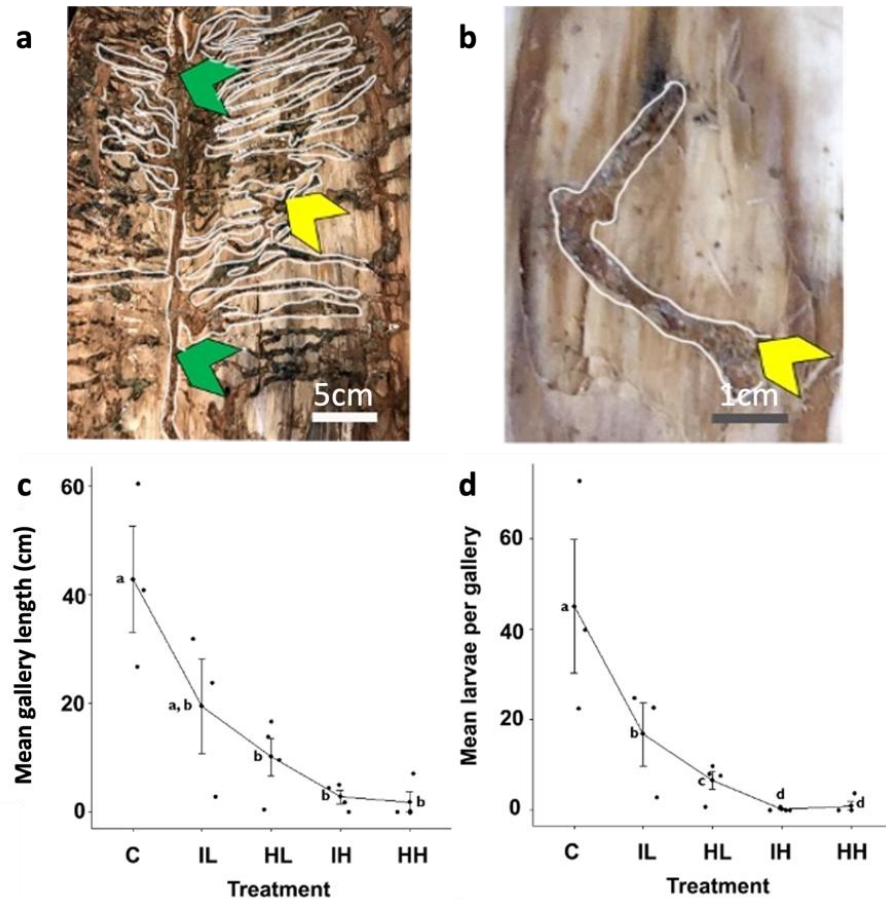 a
5cm
b
1cm
c
Mean gallery length (cm)
60
40
20
0
a
a, b
b
b
b
C IL HL IH HH
Treatment
d
Mean larvae per gallery
60
40
20
0
a
b
c
d
d
C IL HL IH HH
Treatment